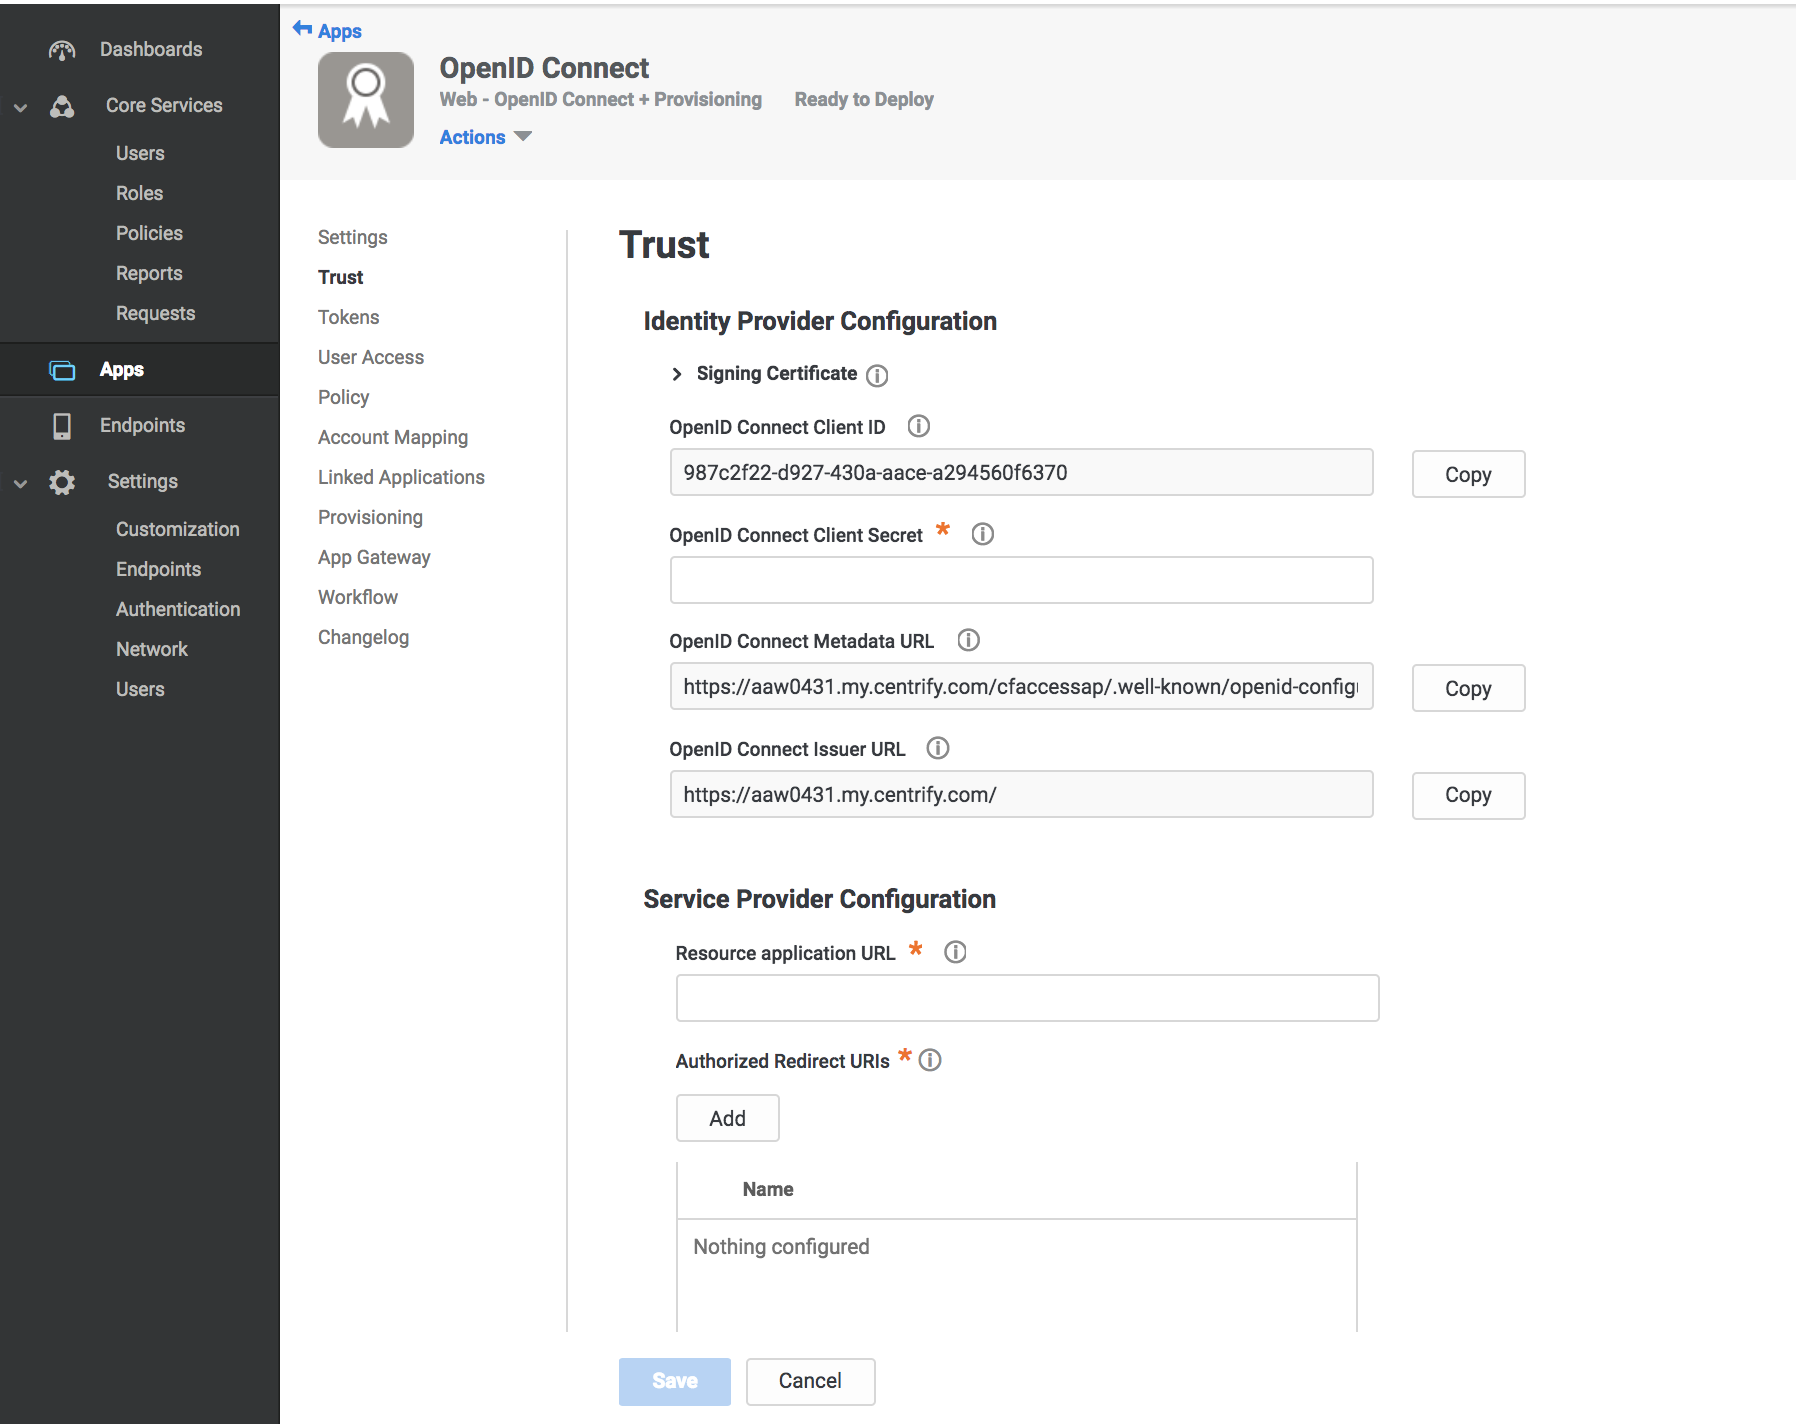 Dashboards
Core Services
Users
Roles
Policies
Reports
Requests
Apps
Endpoints
Settings
Customization
Endpoints
Authentication
Network
Users
Apps
OpenID Connect
Web - OpenID Connect + Provisioning Ready to Deploy
Actions
Settings
Trust
Tokens
User Access
Policy
Account Mapping
Linked Applications
Provisioning
App Gateway
Workflow
Changelog
Trust
Identity Provider Configuration
Signing Certificate
OpenID Connect Client ID
987c2f22-d927-430a-aace-a294560f6370 Copy
OpenID Connect Client Secret *
OpenID Connect Metadata URL
https://aaw0431.my.centrify.com/cfaccessap/.well-known/openid-config Copy
OpenID Connect Issuer URL
https://aaw0431.my.centrify.com/ Copy
Service Provider Configuration
Resource application URL *
Authorized Redirect URIs *
Add
Name
Nothing configured
Save Cancel